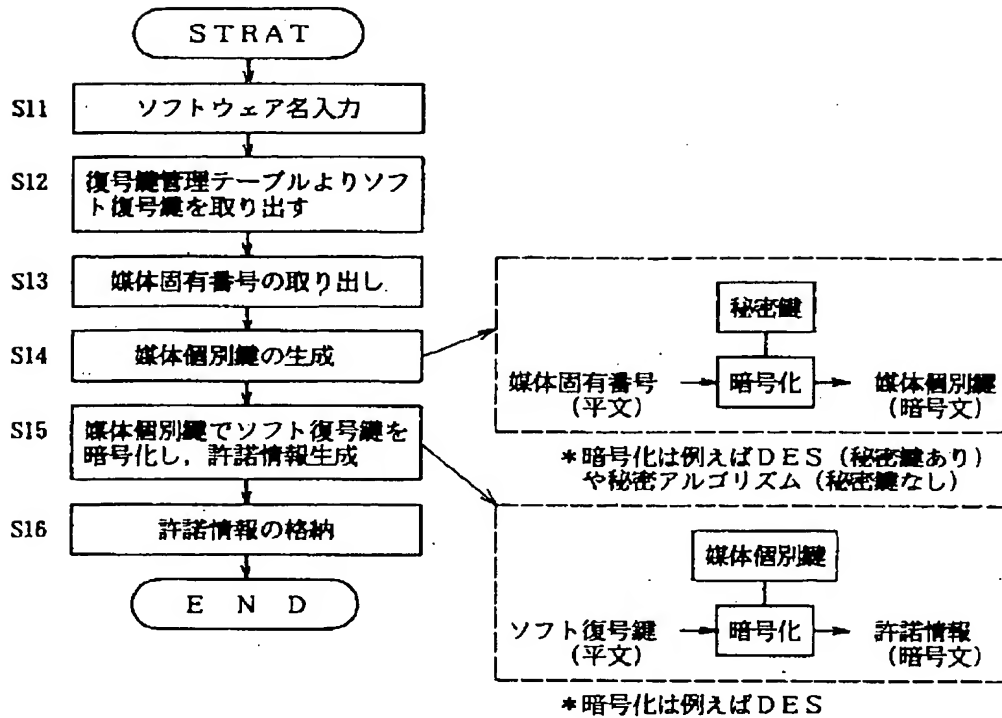 STRAT
S11
ソフトウェア名入力
S12
復号鍵管理テーブルよりソフ
ト復号鍵を取り出す
S13
媒体固有番号の取り出し
S14
媒体個別鍵の生成
S15
媒体個別鍵でソフト復号鍵を
暗号化し,許諾情報生成
S16
許諾情報の格納
END
秘密鍵
媒体固有番号
(平文)
暗号化
媒体個別鍵
(暗号文)
*暗号化は例えばDES(秘密鍵あり)
や秘密アルゴリズム(秘密鍵なし)
媒体個別鍵
ソフト復号鍵
(平文)
暗号化
許諾情報
(暗号文)
*暗号化は例えばDES